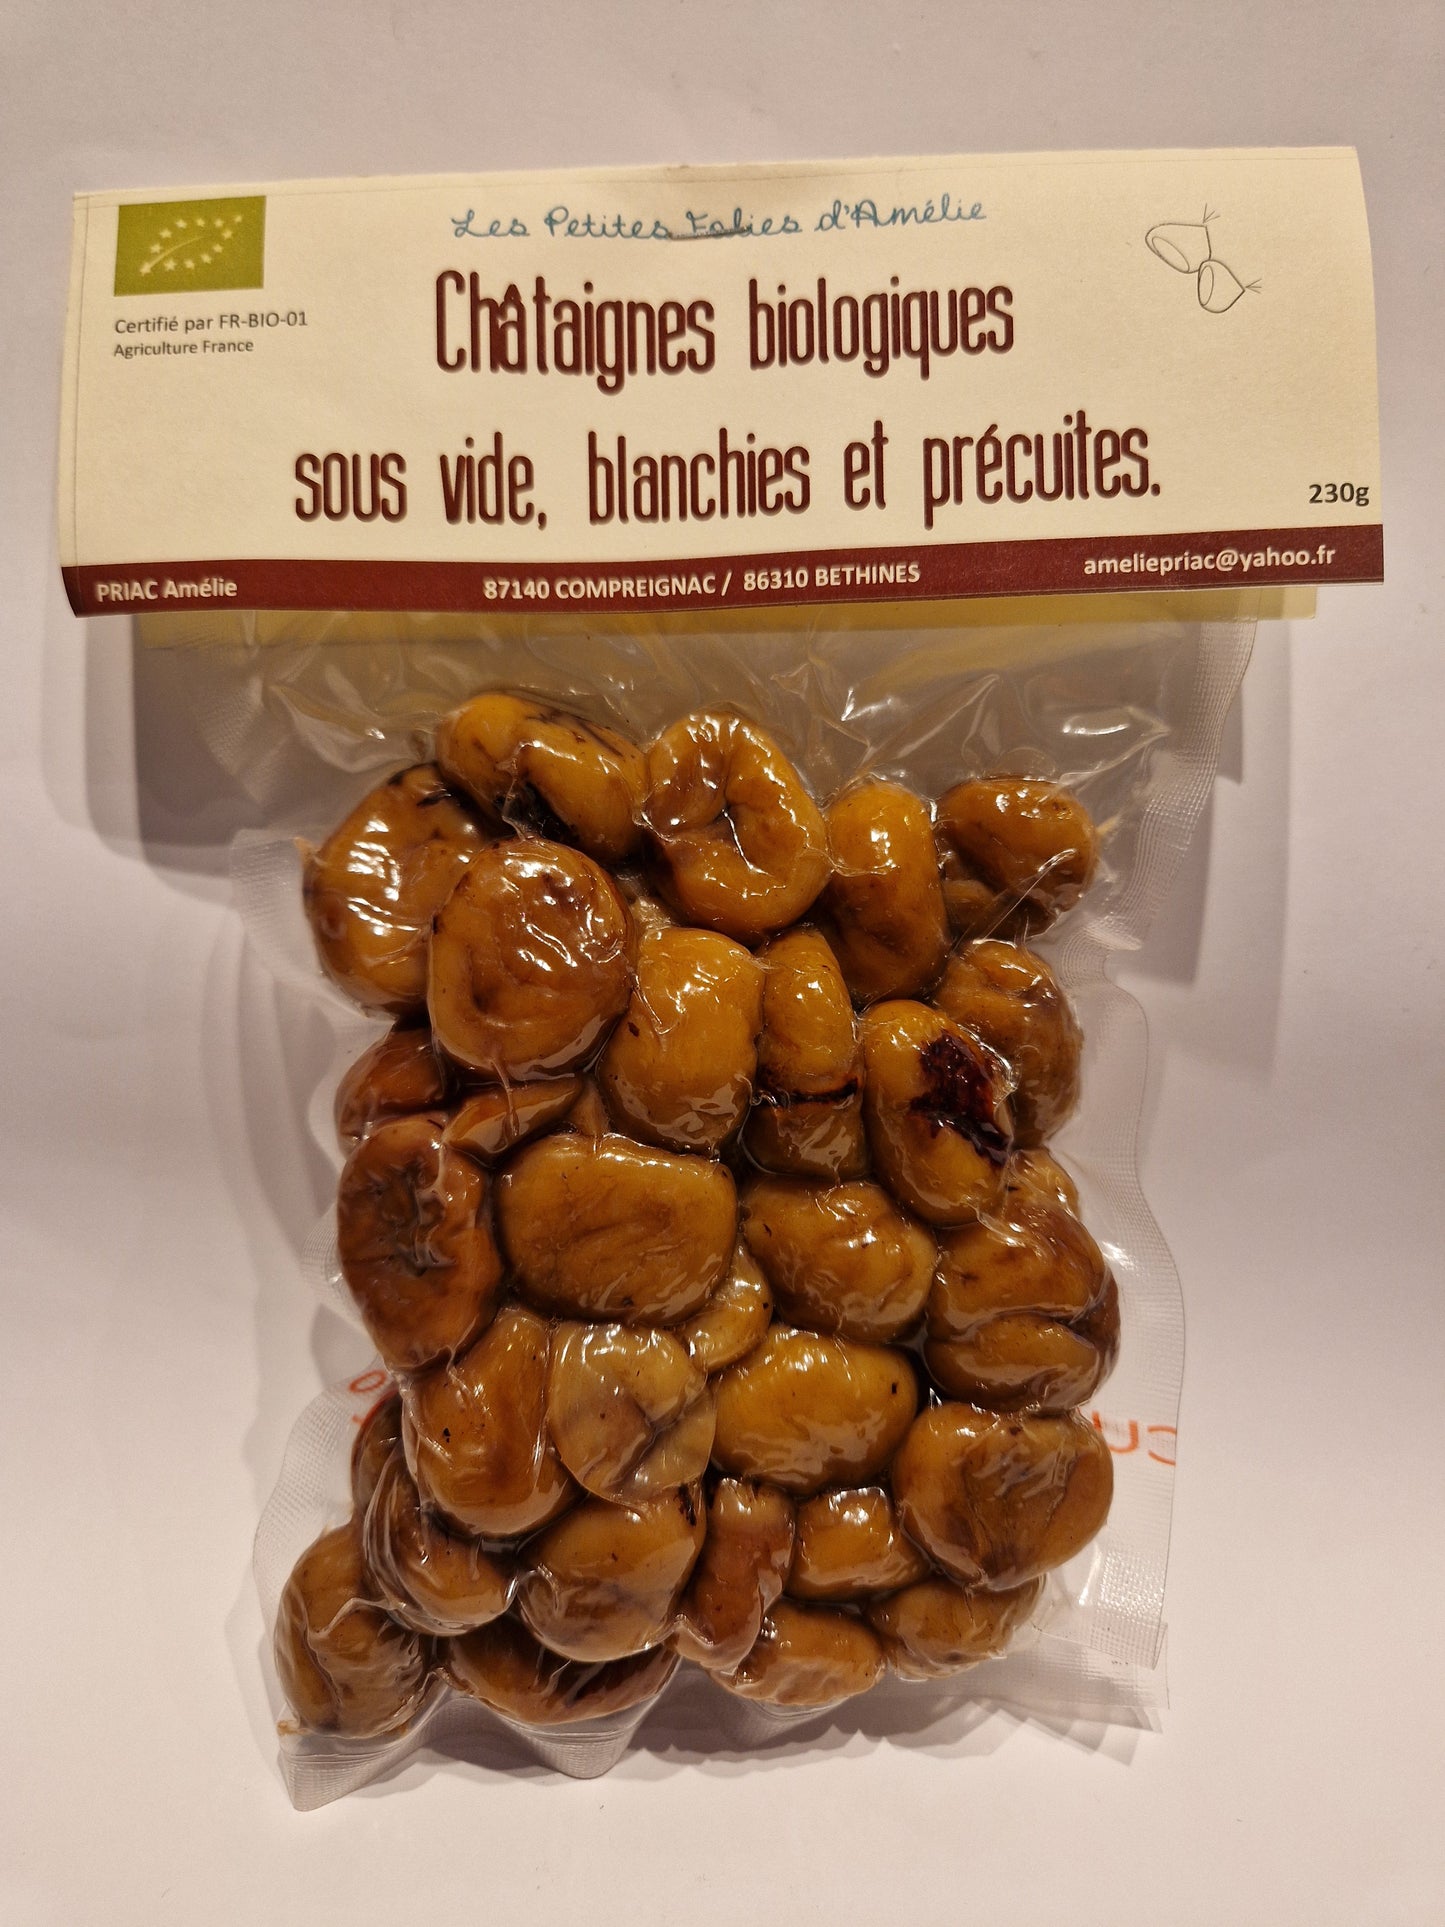 Les Petites Folies d'Amélie
Châtaignes biologiques
sous vide, blanchies et précuites.
Certifié par FR-BIO-01
Agriculture France
230g
PRIAC Amélie
87140 COMPREIGNAC / 86310 BETHINES
ameliepriac@yahoo.fr